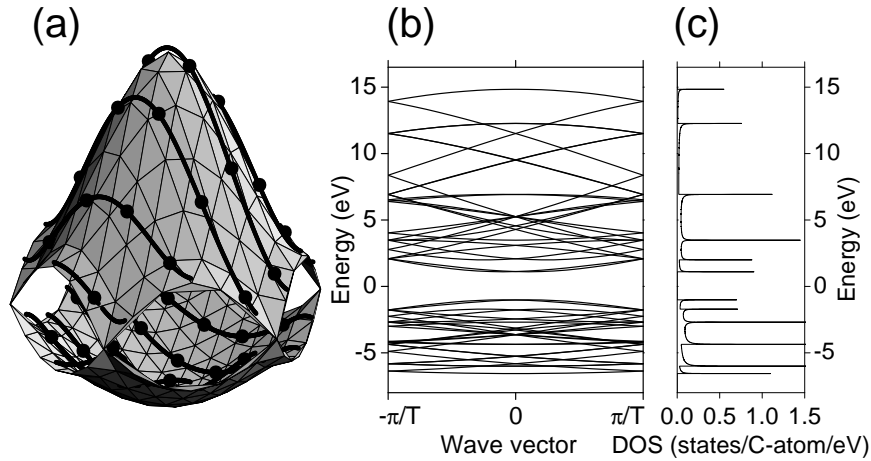 (a)
(b)
(c)
15
10
5
0
-5
Energy (eV)
-π/T
0
π/T
Wave vector
15
10
5
0
-5
Energy (eV)
0.0
0.5
1.0
1.5
DOS (states/C-atom/eV)